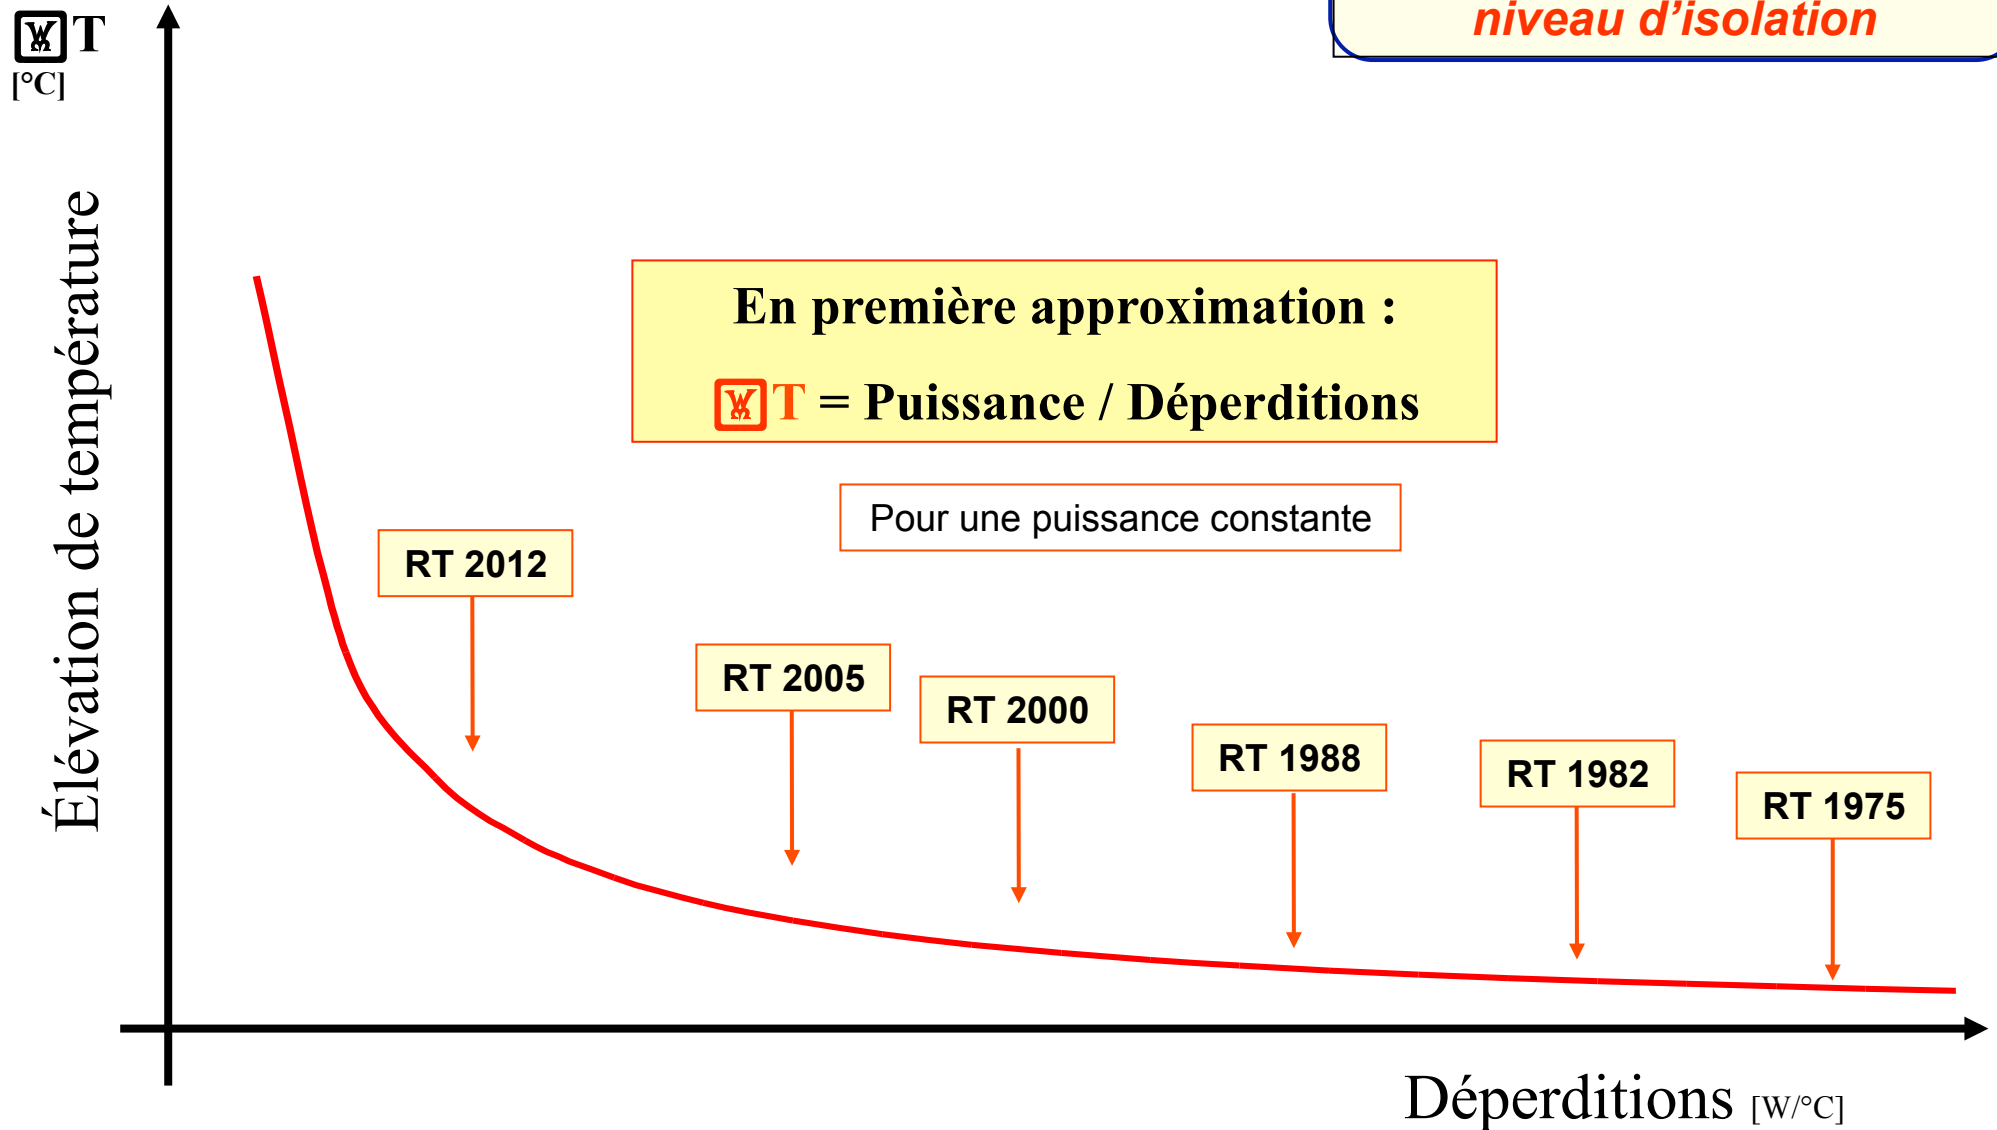 T
[°C]
niveau d'isolation
Élévation de température
En première approximation :
T = Puissance / Déperditions
Pour une puissance constante
RT 2012
RT 2005
RT 2000
RT 1988
RT 1982
RT 1975
Déperditions [W/°C]